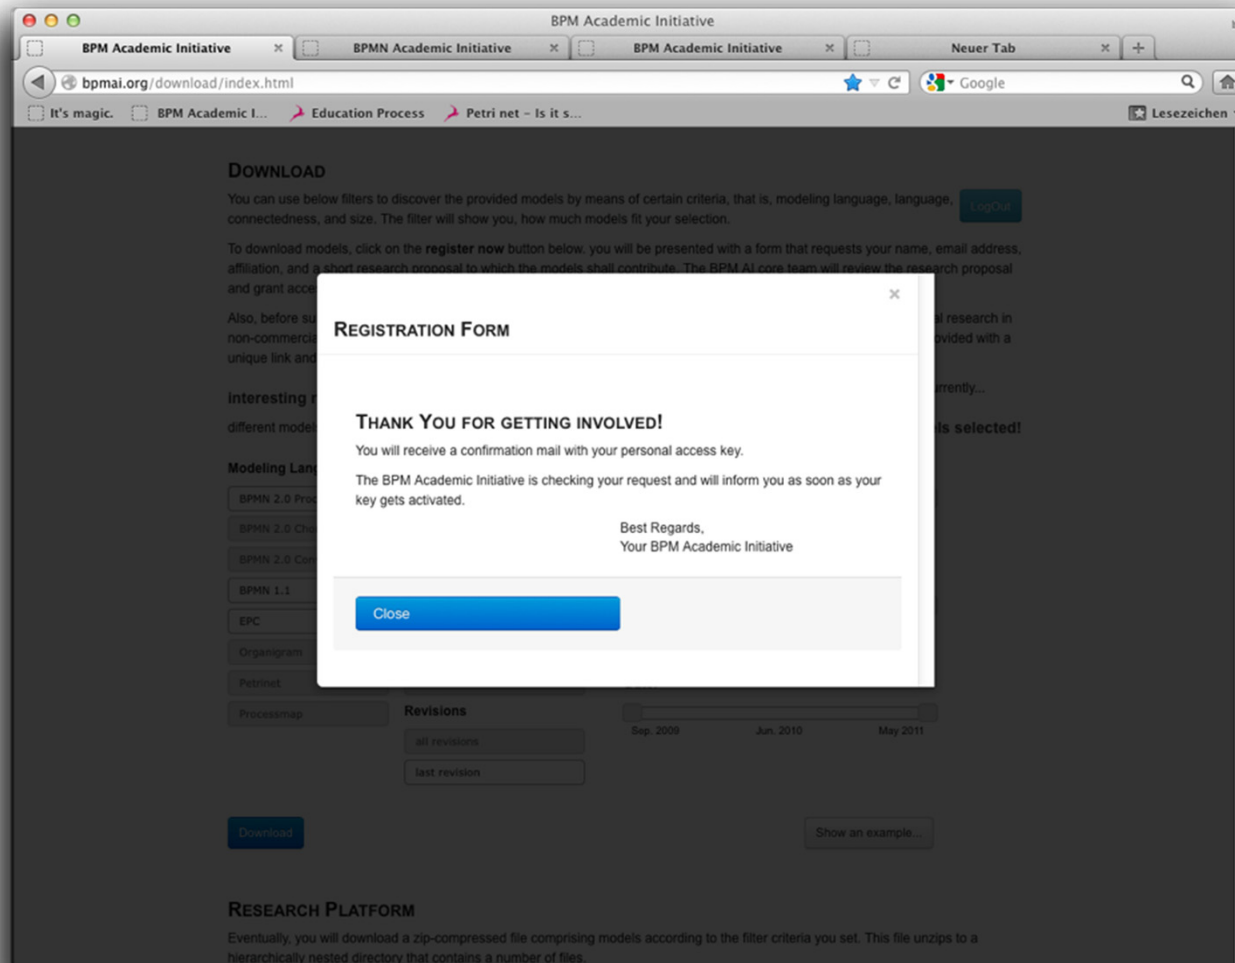 BPM Academic Initiative
BPM Academic Initiative
BPMN Academic Initiative
BPM Academic Initiative
Neuer Tab
bpmai.org/download/index.html
Google
It's magic.
BPM Academic I...
Education Process
Petri net – Is it s...
Lesezeichen
DOWNLOAD
You can use below filters to discover the provided models by means of certain criteria, that is, modeling language, language,
connectedness, and size. The filter will show you, how much models fit your selection.
LogOut
To download models, click on the register now button below. you will be presented with a form that requests your name, email address,
affiliation, and a short research proposal to which the models shall contribute. The BPM AI core team will review the research proposal
and grant acce
Also, before su
al research in
non-commercia
ovided with a
unique link and
rrently...
Interesting
different model
ls selected!
REGISTRATION FORM
THANK YOU FOR GETTING INVOLVED!
You will receive a confirmation mail with your personal access key.
The BPM Academic Initiative is checking your request and will inform you as soon as your
key gets activated.
Best Regards,
Your BPM Academic Initiative
Close
Modeling Lang
BPMN 2.0 Proc
BPMN 2.0 Cho
BPMN 2.0 Con
BPMN 1.1
EPC
Organigram
Petrinet
Processmap
Revisions
all revisions
last revision
Sep. 2009
Jun. 2010
May 2011
Download
Show an example...
RESEARCH PLATFORM
Eventually, you will download a zip-compressed file comprising models according to the filter criteria you set. This file unzips to a
hierarchically nested directory that contains a number of files.